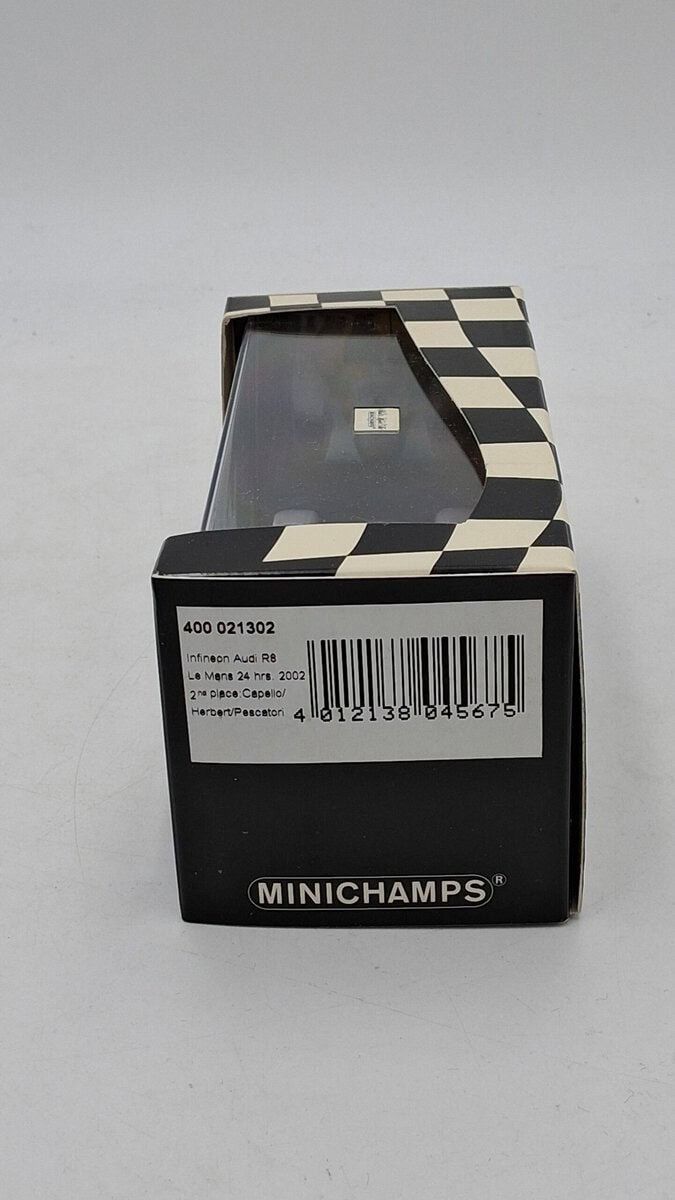 400 021302
Infineon Audi R8
Le Mans 24 hrs. 2002
2nd place:Capello/
Herbert/Pescatori
4 012138 045675
MINICHAMPS®